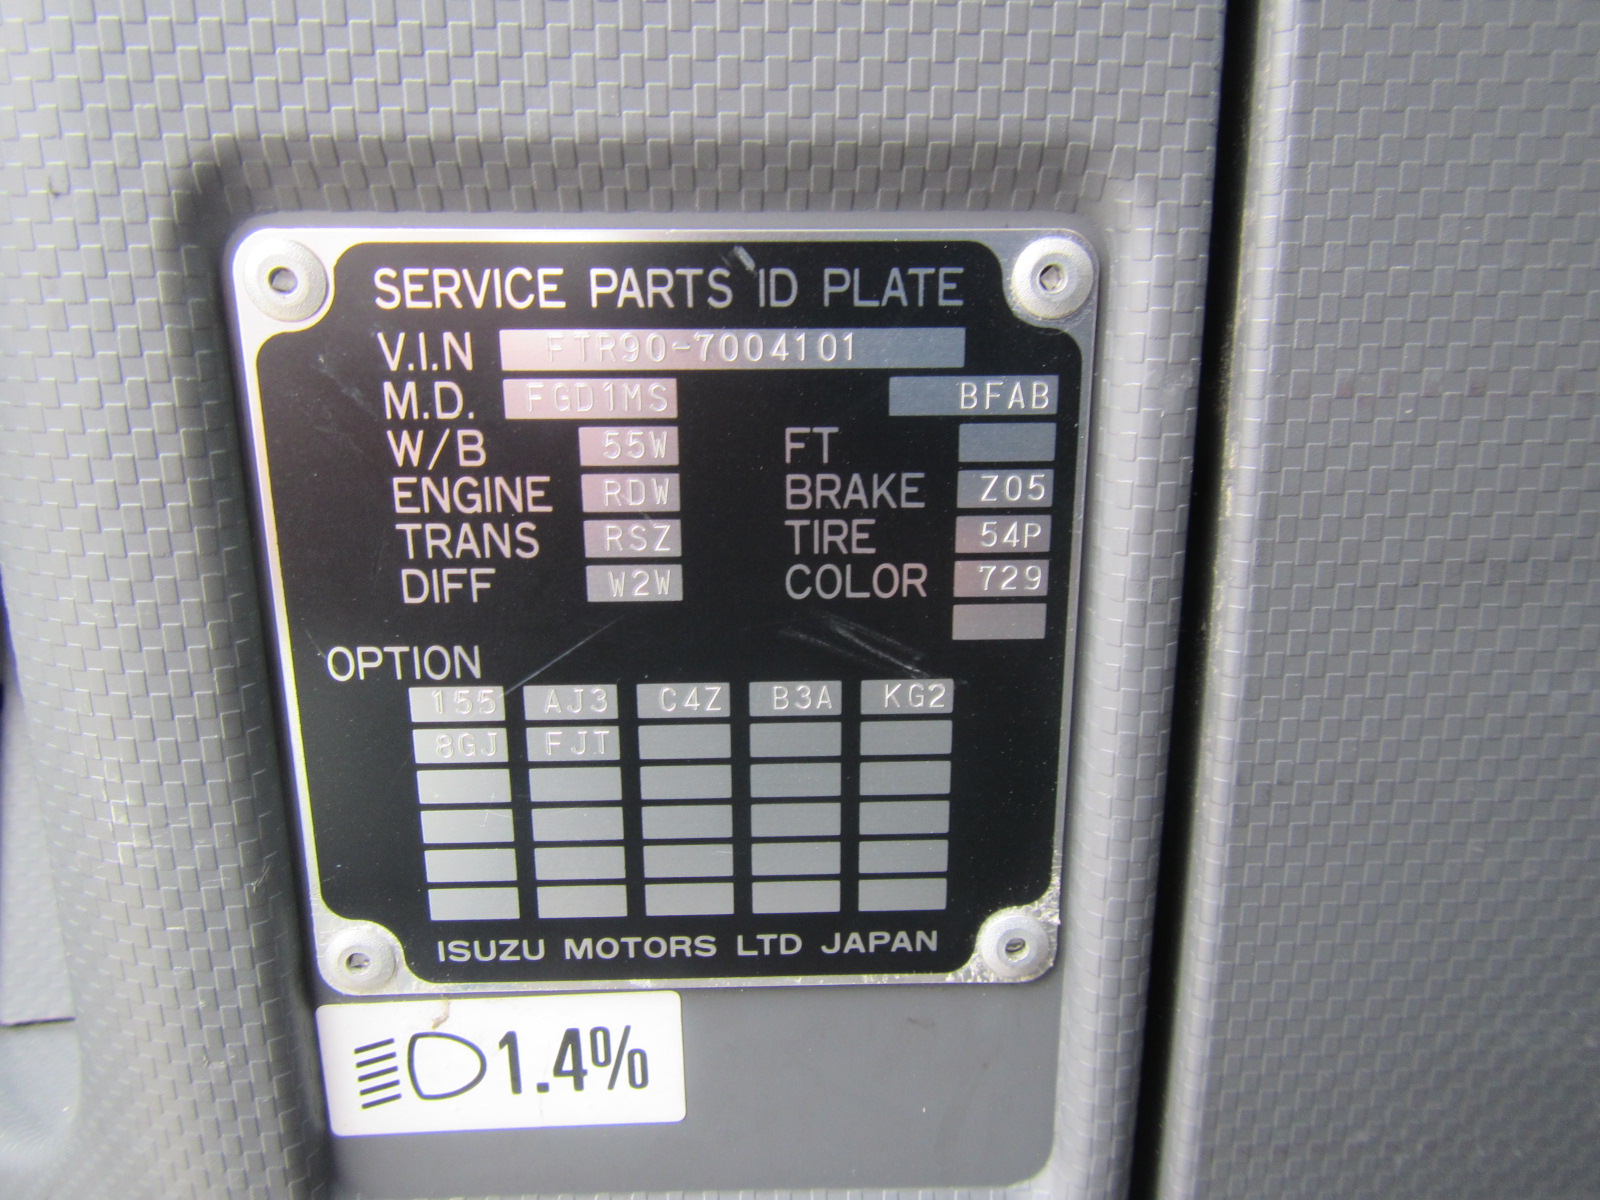 SERVICE PARTS ID PLATE
V.I.N FTR90-7004101
M.D. FGD1MS BFAB
W/B 55W FT
ENGINE RDW BRAKE Z05
TRANS RSZ TIRE 54P
DIFF W2W COLOR 729
OPTION
155 AJ3 C4Z B3A KG2
8GJ FJT
ISUZU MOTORS LTD JAPAN
1.4%